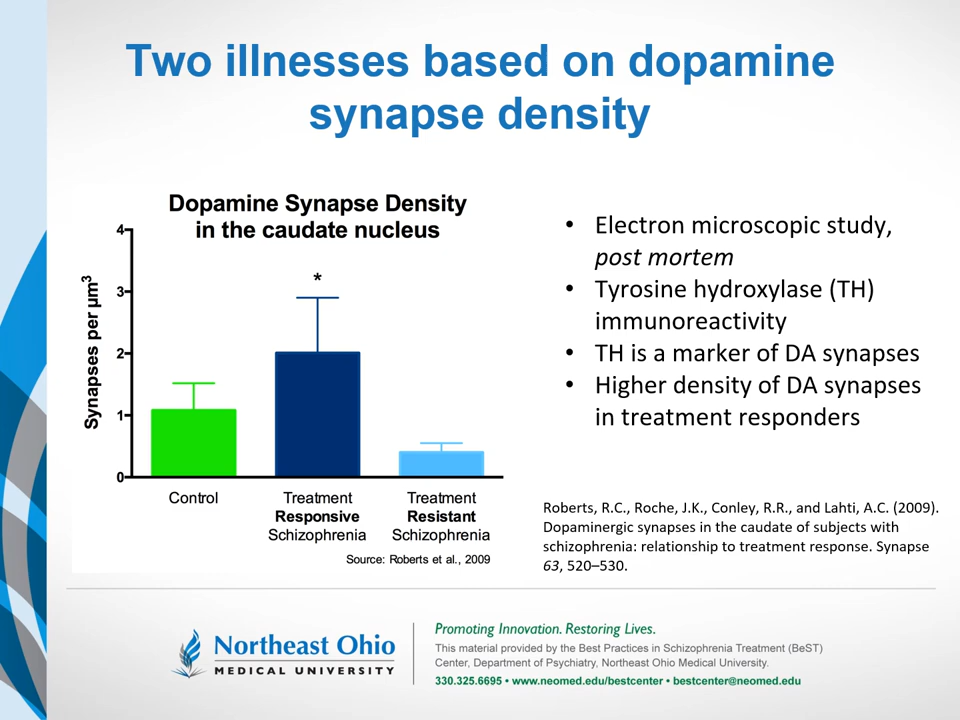 Two illnesses based on dopamine
synapse density
Dopamine Synapse Density
in the caudate nucleus
Synapses per µm³
4
3
2
1
0
*
Control
Treatment
Responsive
Schizophrenia
Treatment
Resistant
Schizophrenia
Source: Roberts et al., 2009
• Electron microscopic study,
post mortem
• Tyrosine hydroxylase (TH)
immunoreactivity
• TH is a marker of DA synapses
• Higher density of DA synapses
in treatment responders
Roberts, R.C., Roche, J.K., Conley, R.R., and Lahti, A.C. (2009).
Dopaminergic synapses in the caudate of subjects with
schizophrenia: relationship to treatment response. Synapse
63, 520–530.
Northeast Ohio
MEDICAL UNIVERSITY
Promoting Innovation. Restoring Lives.
This material provided by the Best Practices in Schizophrenia Treatment (BeST)
Center, Department of Psychiatry, Northeast Ohio Medical University.
330.325.6695 • www.neomed.edu/bestcenter • bestcenter@neomed.edu